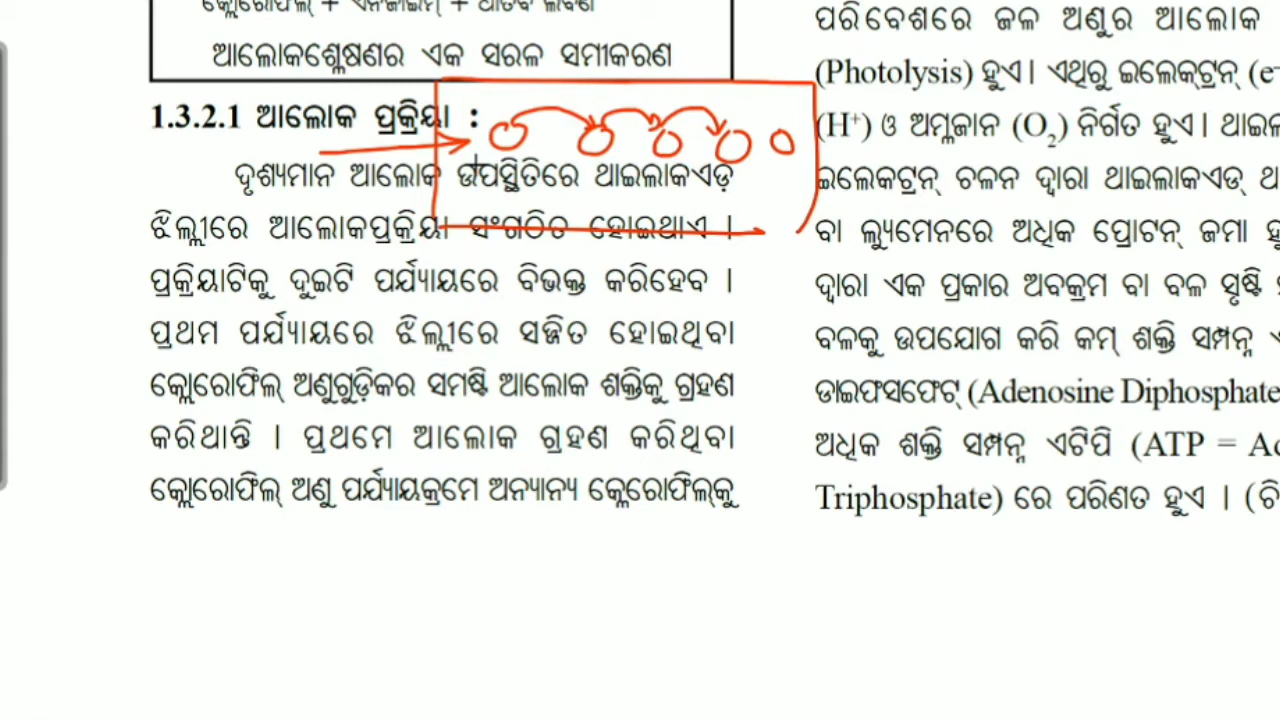 କ୍ଲୋରୋଫିଲ୍ + ଏନଜାଇମ୍ + ଧାତବ ଲବଣ
ଆଲୋକଶ୍ଳେଷଣର ଏକ ସରଳ ସମୀକରଣ
1.3.2.1 ଆଲୋକ ପ୍ରକ୍ରିୟା :
ଦୃଶ୍ୟମାନ ଆଲୋକ ଉପସ୍ଥିତିରେ ଥାଇଲାକଏଡ୍
ଝିଲ୍ଲୀରେ ଆଲୋକପ୍ରକ୍ରିୟା ସଂଗଠିତ ହୋଇଥାଏ ।
ପ୍ରକ୍ରିୟାଟିକୁ ଦୁଇଟି ପର୍ଯ୍ୟାୟରେ ବିଭକ୍ତ କରିହେବ ।
ପ୍ରଥମ ପର୍ଯ୍ୟାୟରେ ଝିଲ୍ଲୀରେ ସଜ୍ଜିତ ହୋଇଥିବା
କ୍ଲୋରୋଫିଲ୍ ଅଣୁଗୁଡ଼ିକର ସମଷ୍ଟି ଆଲୋକ ଶକ୍ତିକୁ ଗ୍ରହଣ
କରିଥାନ୍ତି । ପ୍ରଥମେ ଆଲୋକ ଗ୍ରହଣ କରିଥିବା
କ୍ଲୋରୋଫିଲ୍ ଅଣୁ ପର୍ଯ୍ୟାୟକ୍ରମେ ଅନ୍ୟାନ୍ୟ କ୍ଳେରୋଫିଲ୍‌କୁ
ପରିବେଶରେ ଜଳ ଅଣୁର ଆଲୋକ
(Photolysis) ହୁଏ । ଏଥିରୁ ଇଲେକ୍‌ଟ୍ରନ୍ (e⁻
(H⁺) ଓ ଅମ୍ଳଜାନ (O₂) ନିର୍ଗତ ହୁଏ ।
ଇଲେକଟ୍ରନ୍ ଚଳନ ଦ୍ୱାରା ଥାଇଲାକଏଡ୍
ବା ଲ୍ୟୁମେନରେ ଅଧିକ ପ୍ରୋଟନ୍ ଜମା
ଦ୍ୱାରା ଏକ ପ୍ରକାର ଅବକ୍ରମ ବା ବଳ ସୃଷ୍ଟି
ବଳକୁ ଉପଯୋଗ କରି କମ୍ ଶକ୍ତି ସମ୍ପନ୍ନ
ଡାଇଫସଫେଟ୍ (Adenosine Diphosphate
ଅଧିକ ଶକ୍ତି ସମ୍ପନ୍ନ ଏଟିପି (ATP =
Triphosphate) ରେ ପରିଣତ ହୁଏ ।